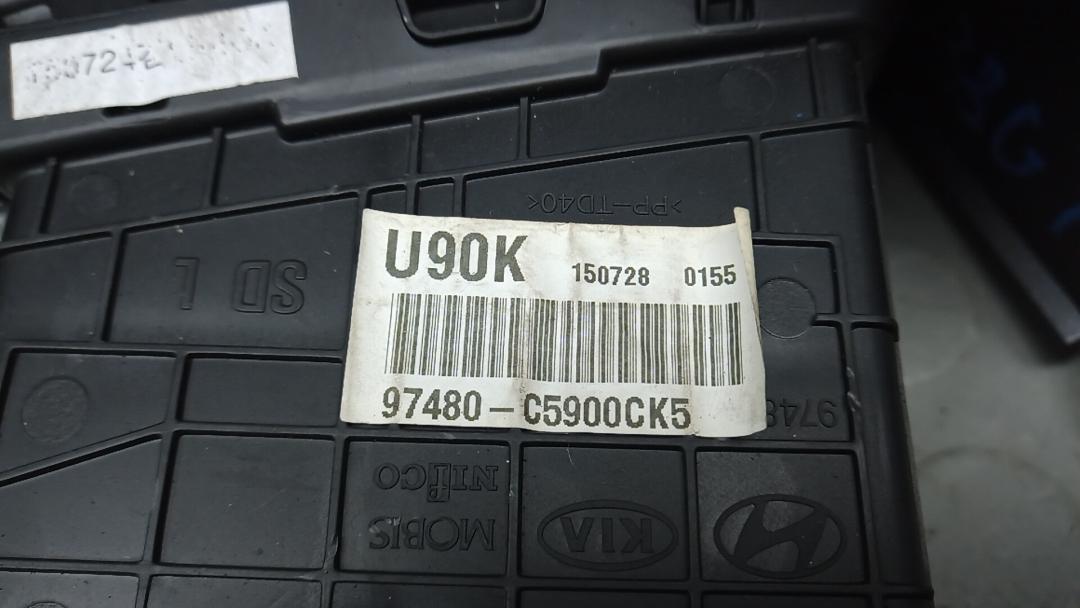 >PP-TD40<
U90K 150728 0155
97480-C5900CK5
SD L
NIFCO
MOBIS KIA